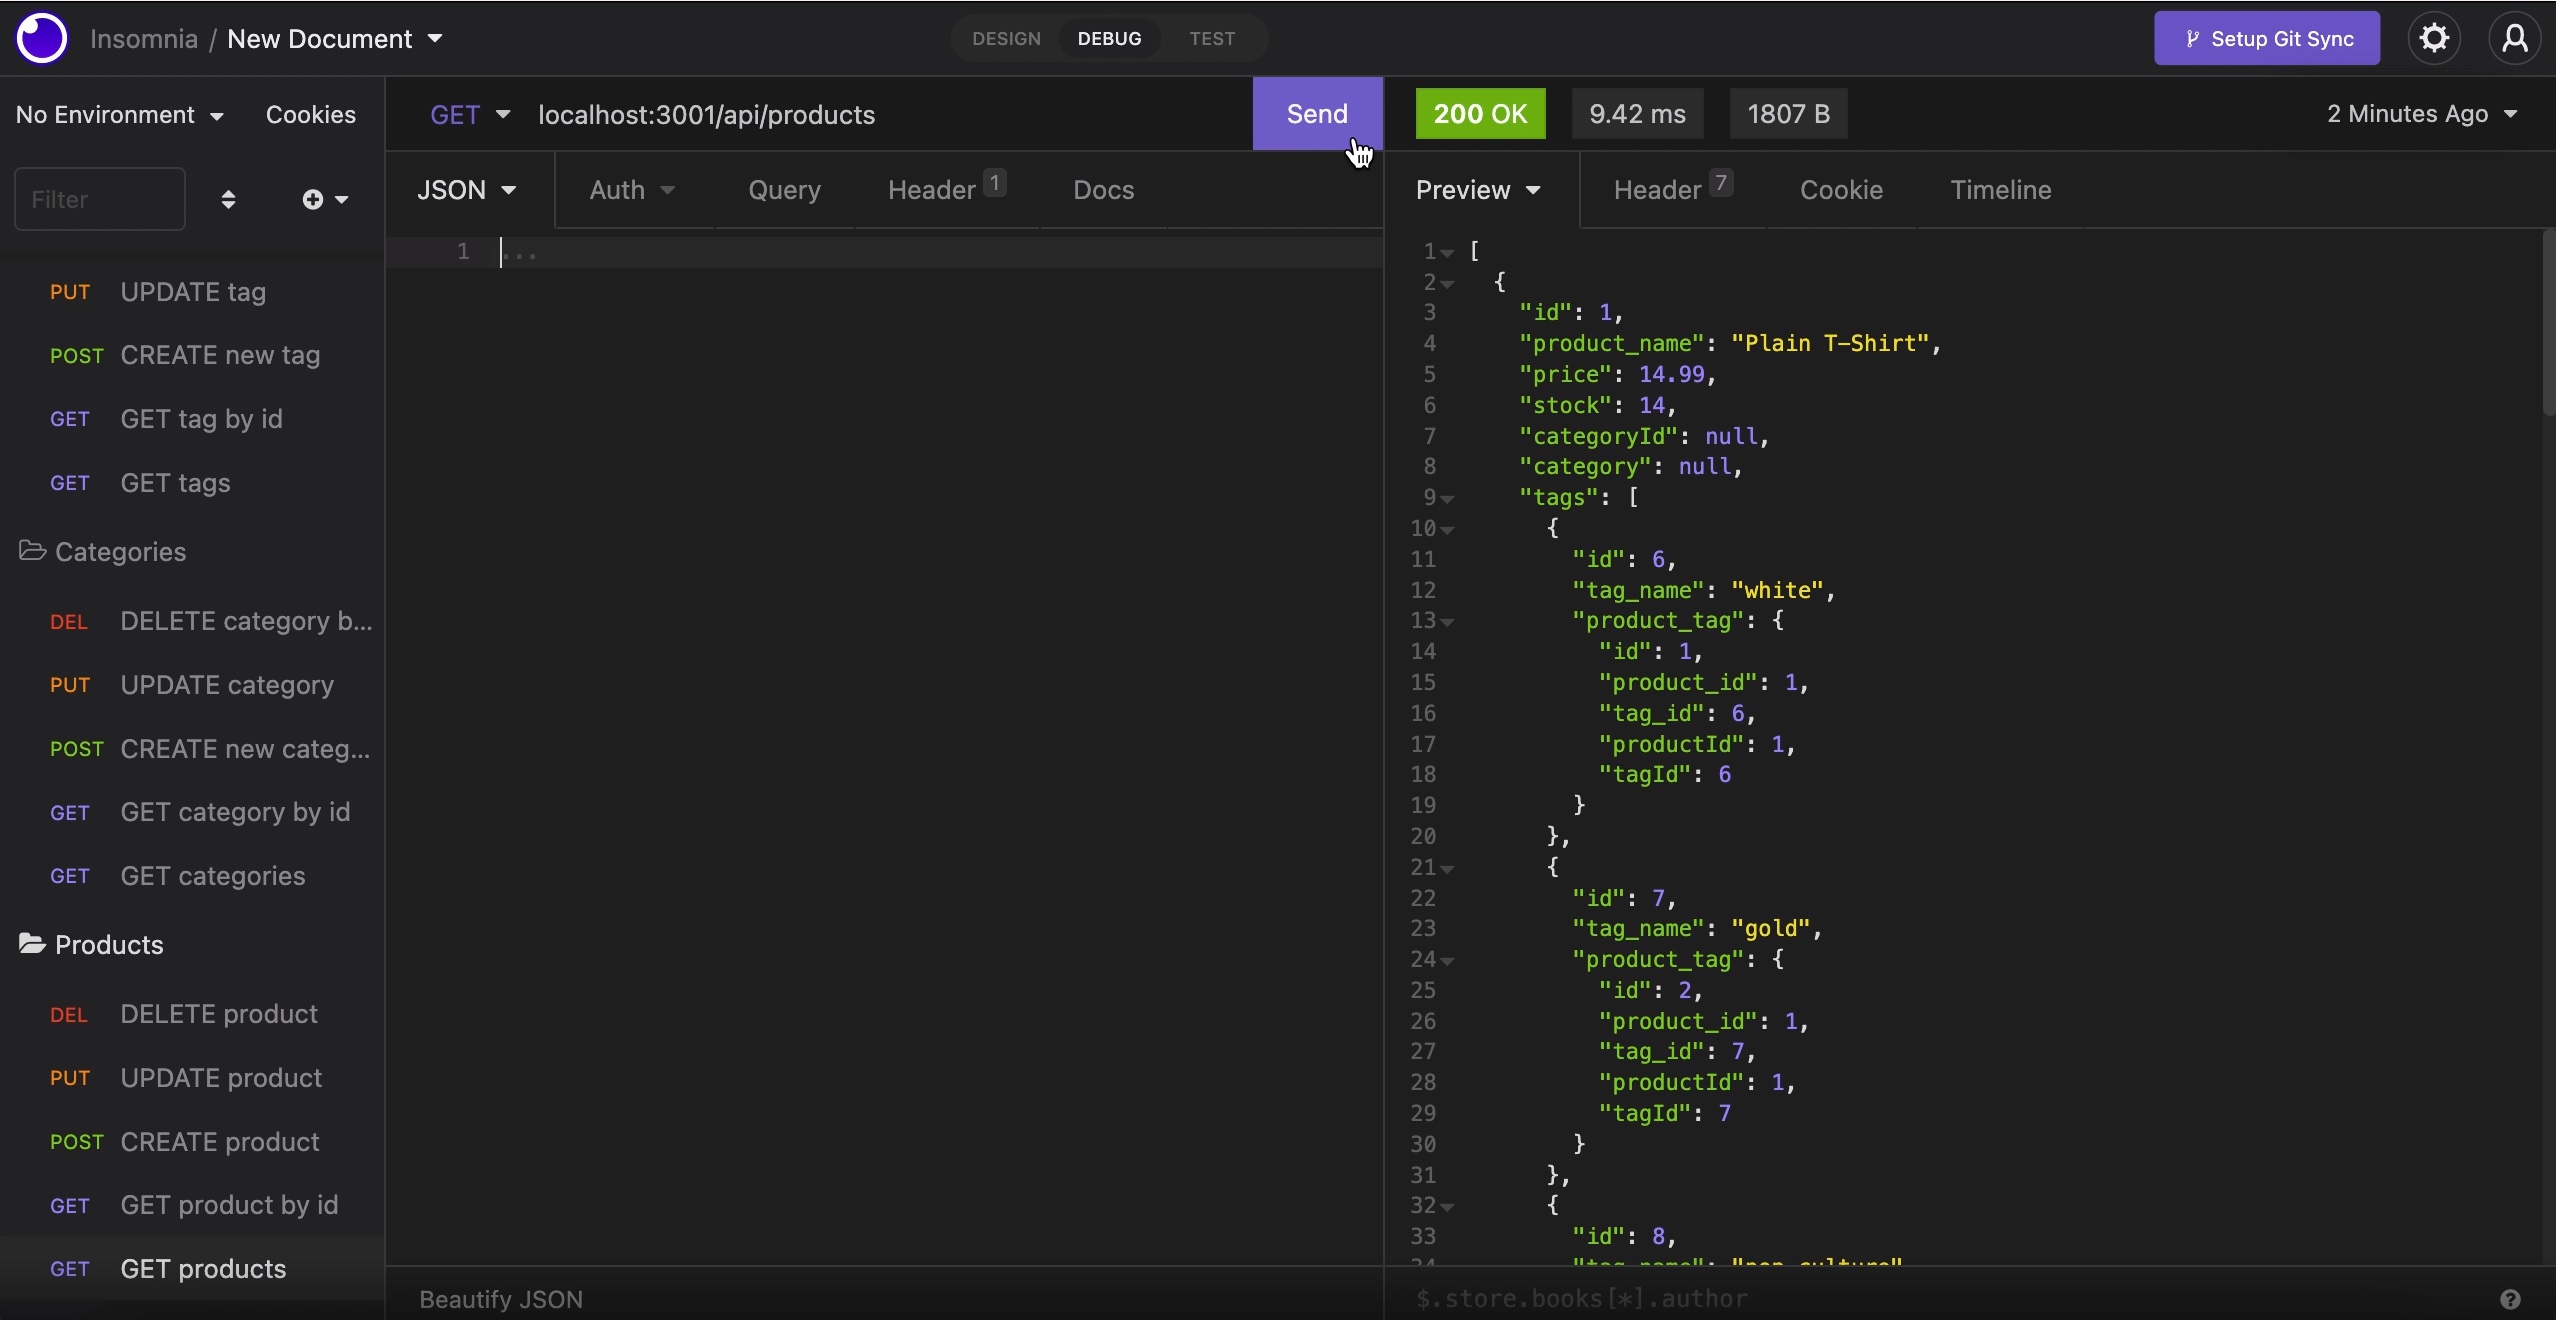 Insomnia / New Document
DESIGN DEBUG TEST
Setup Git Sync
No Environment Cookies
GET localhost:3001/api/products Send
200 OK 9.42 ms 1807 B 2 Minutes Ago
Filter
JSON Auth Query Header 1 Docs
Preview Header 7 Cookie Timeline
PUT UPDATE tag
POST CREATE new tag
GET GET tag by id
GET GET tags
Categories
DEL DELETE category b...
PUT UPDATE category
POST CREATE new categ...
GET GET category by id
GET GET categories
Products
DEL DELETE product
PUT UPDATE product
POST CREATE product
GET GET product by id
GET GET products
1 ...
Beautify JSON
1 [
2 {
3 "id": 1,
4 "product_name": "Plain T-Shirt",
5 "price": 14.99,
6 "stock": 14,
7 "categoryId": null,
8 "category": null,
9 "tags": [
10 {
11 "id": 6,
12 "tag_name": "white",
13 "product_tag": {
14 "id": 1,
15 "product_id": 1,
16 "tag_id": 6,
17 "productId": 1,
18 "tagId": 6
19 }
20 },
21 {
22 "id": 7,
23 "tag_name": "gold",
24 "product_tag": {
25 "id": 2,
26 "product_id": 1,
27 "tag_id": 7,
28 "productId": 1,
29 "tagId": 7
30 }
31 },
32 {
33 "id": 8,
34 "tag_name": "pop culture"
$.store.books[*].author